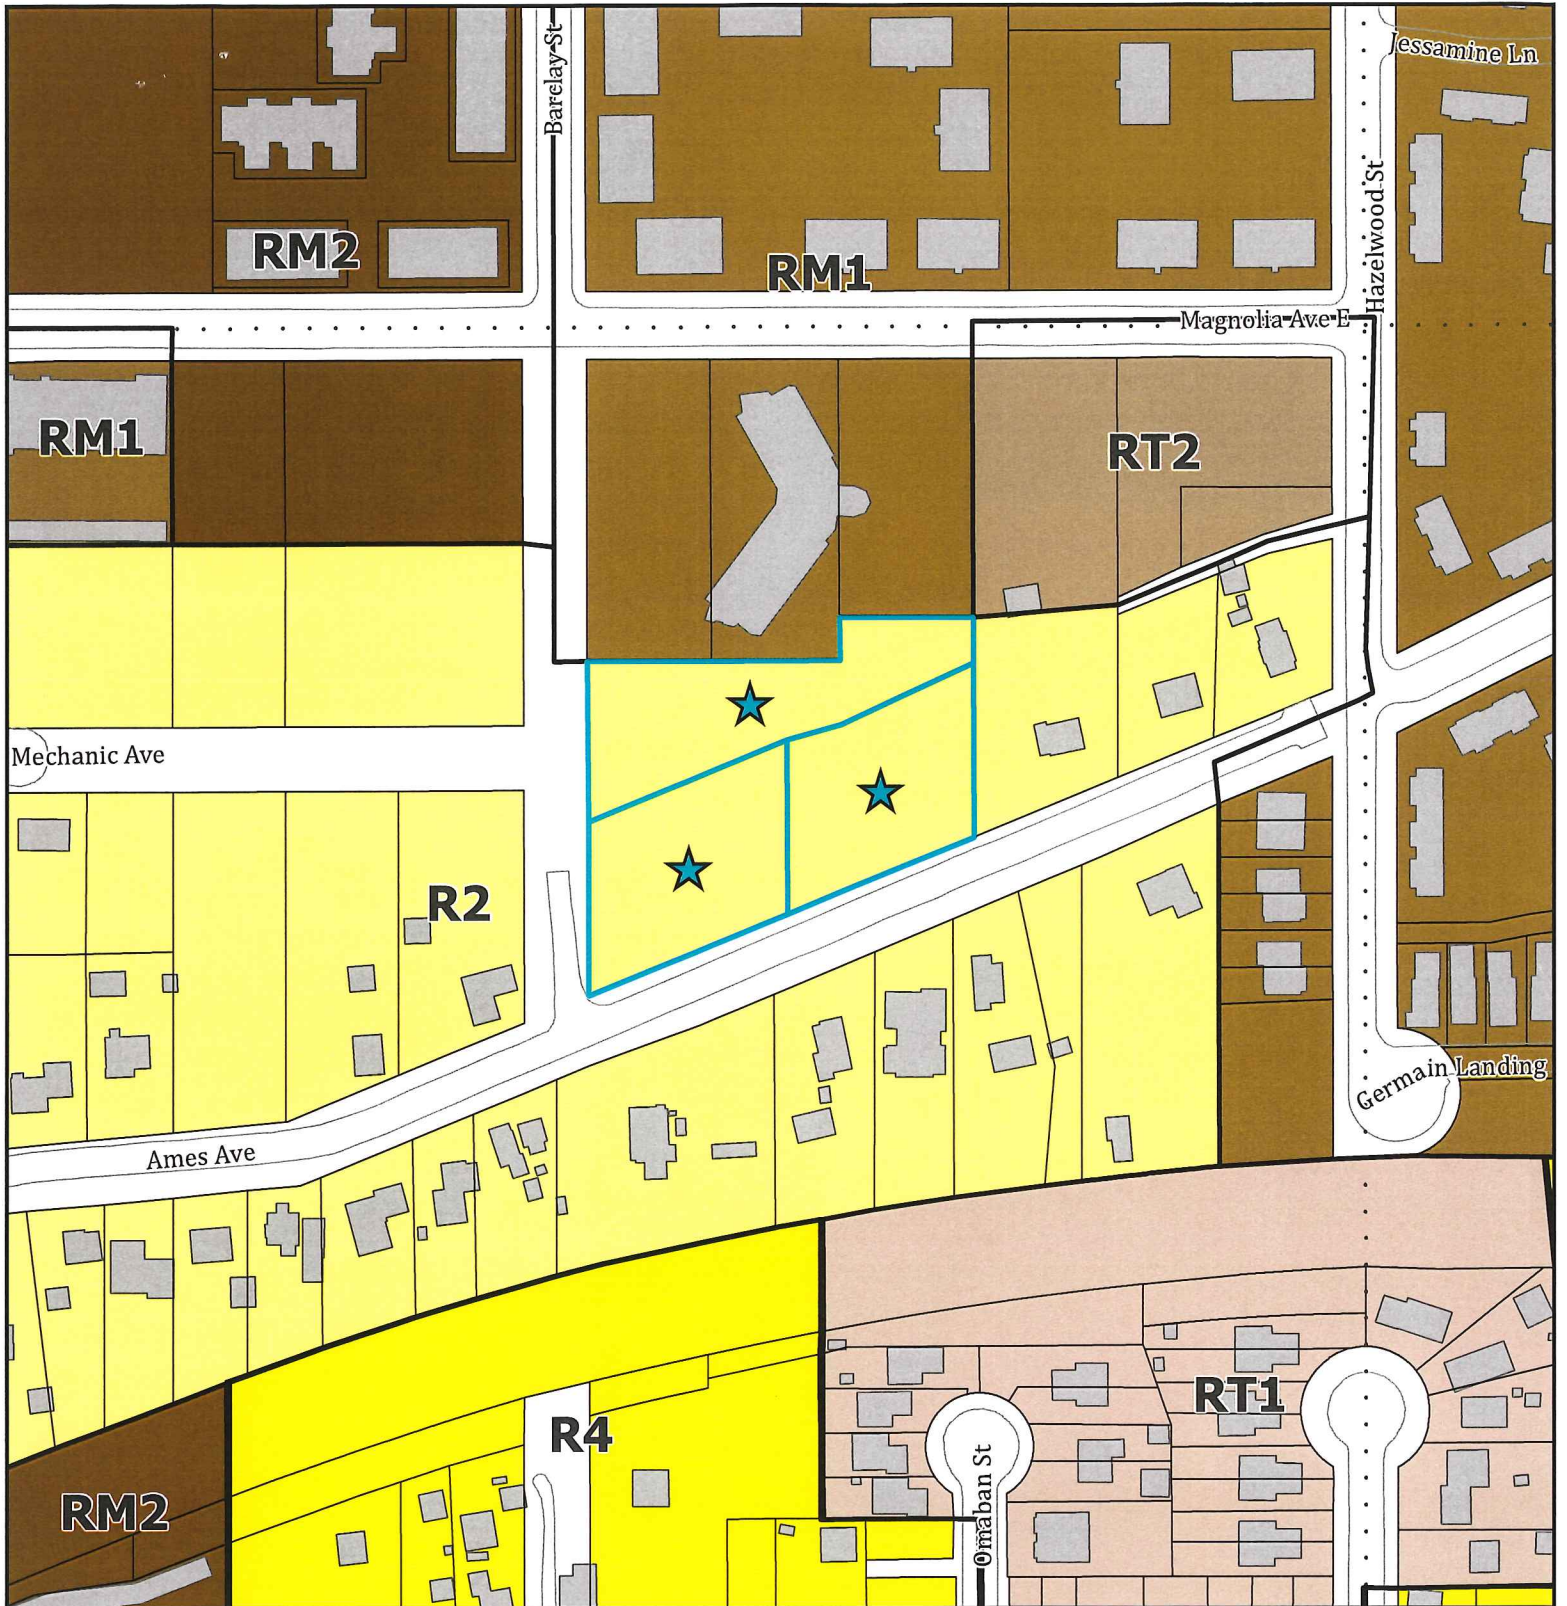 Barclay St
Jessamine Ln
Hazelwood St
RM2
RM1
Magnolia Ave E
RM1
RT2
Mechanic Ave
R2
Germain Landing
Ames Ave
RT1
R4
RM2
Omaban St